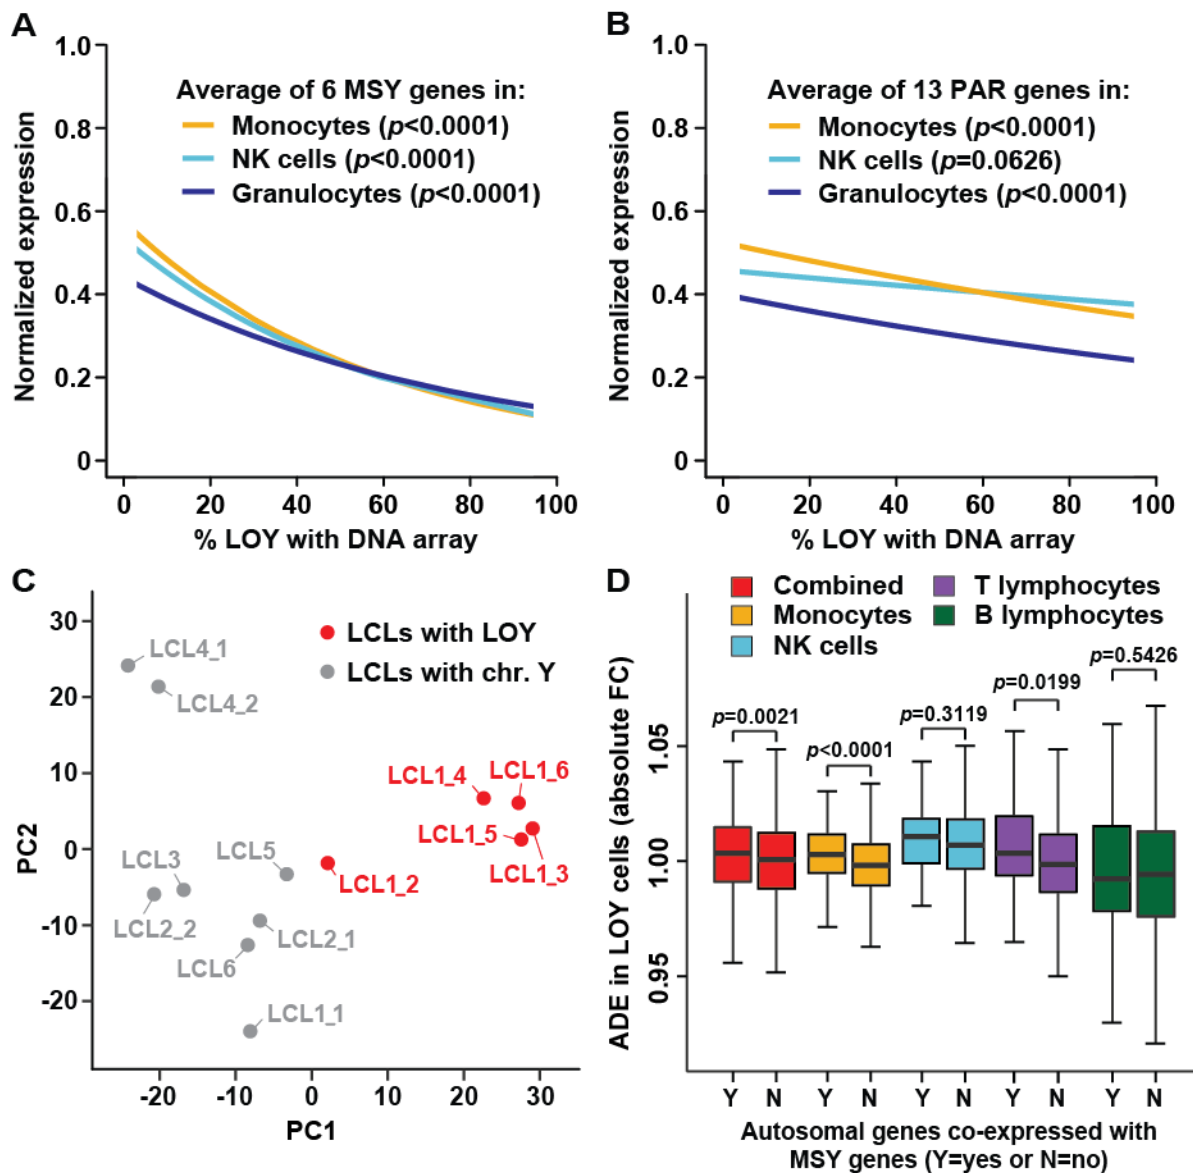 A
Normalized expression
1.0
0.8
0.6
0.4
0.2
0
Average of 6 MSY genes in:
Monocytes (p<0.0001)
NK cells (p<0.0001)
Granulocytes (p<0.0001)
0 20 40 60 80 100
% LOY with DNA array
B
Normalized expression
1.0
0.8
0.6
0.4
0.2
0
Average of 13 PAR genes in:
Monocytes (p<0.0001)
NK cells (p=0.0626)
Granulocytes (p<0.0001)
0 20 40 60 80 100
% LOY with DNA array
C
PC2
30
20
10
0
-10
-20
LCLs with LOY
LCLs with chr. Y
LCL4_1
LCL4_2
LCL1_4
LCL1_6
LCL1_5
LCL1_3
LCL1_2
LCL3
LCL5
LCL2_2
LCL2_1
LCL6
LCL1_1
-20 -10 0 10 20 30
PC1
D
Combined
Monocytes
NK cells
T lymphocytes
B lymphocytes
ADE in LOY cells (absolute FC)
1.05
1.00
0.95
p=0.0021
p<0.0001
p=0.3119
p=0.0199
p=0.5426
Y N Y N Y N Y N Y N
Autosomal genes co-expressed with
MSY genes (Y=yes or N=no)